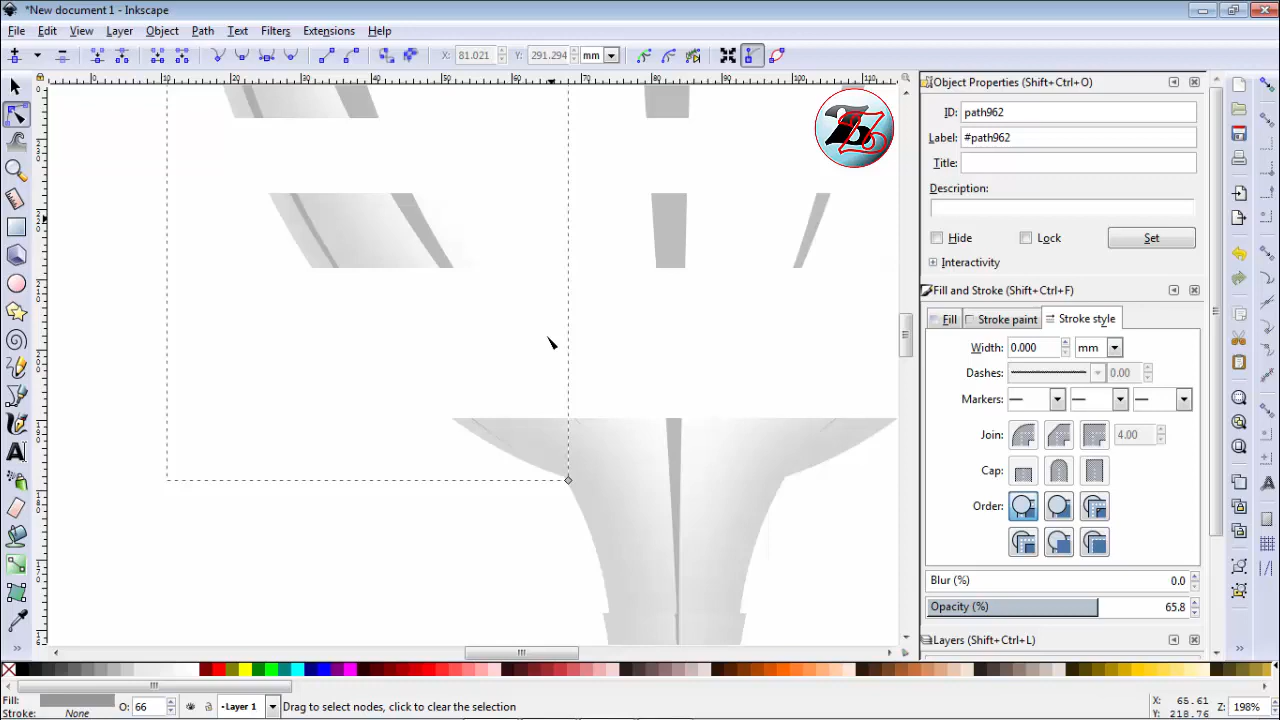 *New document 1 - Inkscape
File Edit View Layer Object Path Text Filters Extensions Help
X: 81.021 Y: 291.294 mm
Object Properties (Shift+Ctrl+O)
ID: path962
Label: #path962
Title:
Description:
Hide Lock Set
Interactivity
Fill and Stroke (Shift+Ctrl+F)
Fill Stroke paint Stroke style
Width: 0.000 mm
Dashes: 0.00
Markers:
Join: 4.00
Cap:
Order:
Blur (%) 0.0
Opacity (%) 65.8
Layers (Shift+Ctrl+L)
Fill: O: 66 Layer 1 Drag to select nodes, click to clear the selection X: 65.61 Z: 198%
Stroke: None Y: 218.76